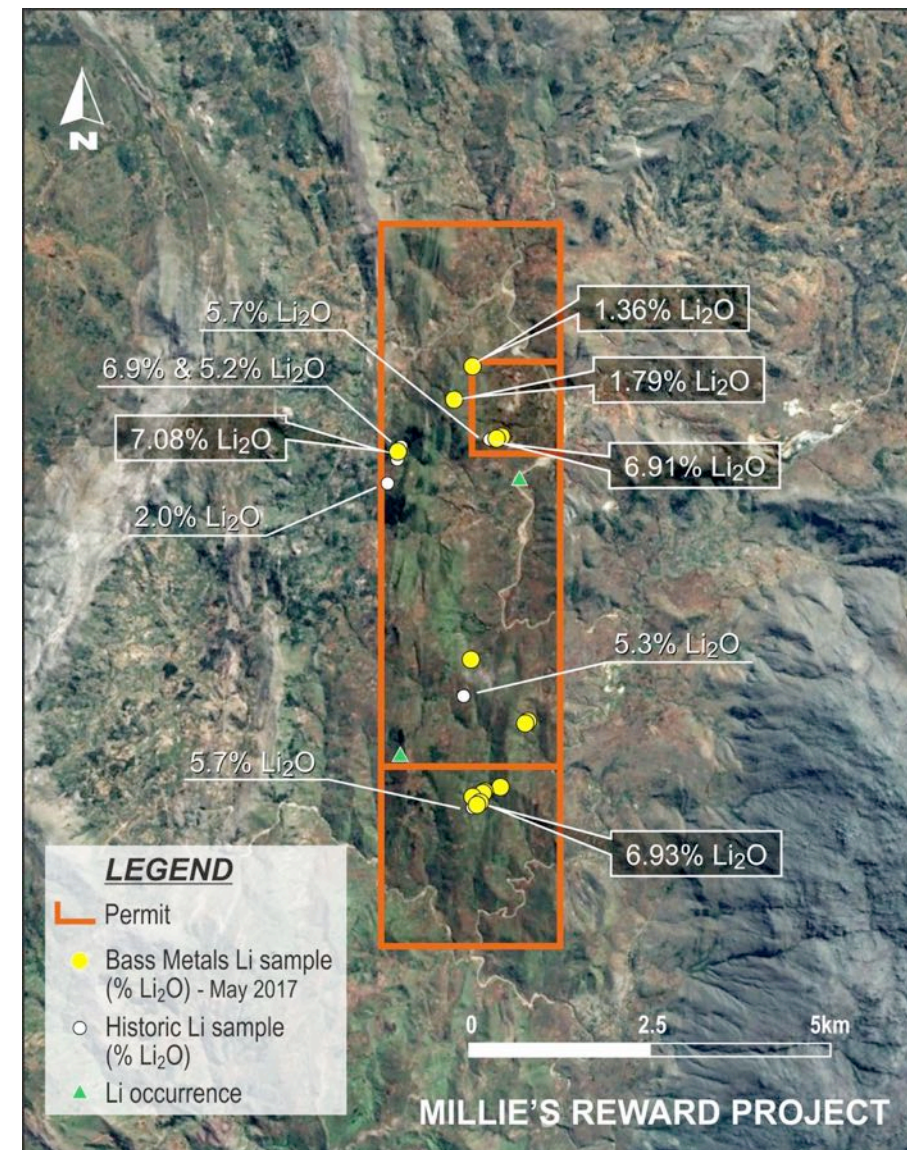 N
5.7% Li₂O
1.36% Li₂O
6.9% & 5.2% Li₂O
1.79% Li₂O
7.08% Li₂O
6.91% Li₂O
2.0% Li₂O
5.3% Li₂O
5.7% Li₂O
6.93% Li₂O
LEGEND
Permit
Bass Metals Li sample
(% Li₂O) - May 2017
Historic Li sample
(% Li₂O)
Li occurrence
0 2.5 5km
MILLIE'S REWARD PROJECT